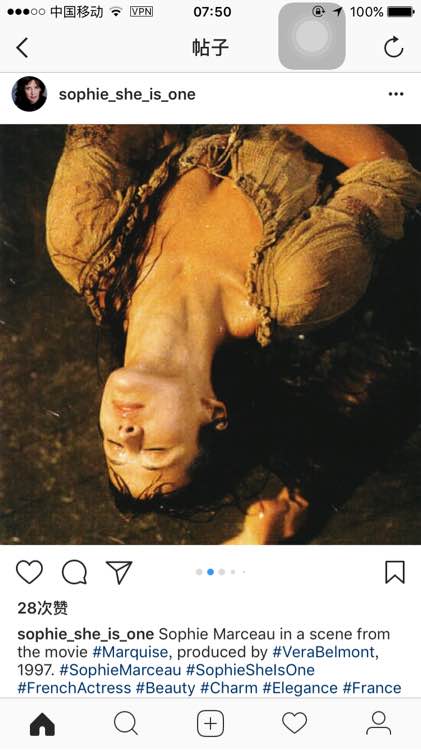 中国移动 VPN 07:50 100%
帖子
sophie_she_is_one
28次赞
sophie_she_is_one Sophie Marceau in a scene from
the movie #Marquise, produced by #VeraBelmont,
1997. #SophieMarceau #SophieSheIsOne
#FrenchActress #Beauty #Charm #Elegance #France